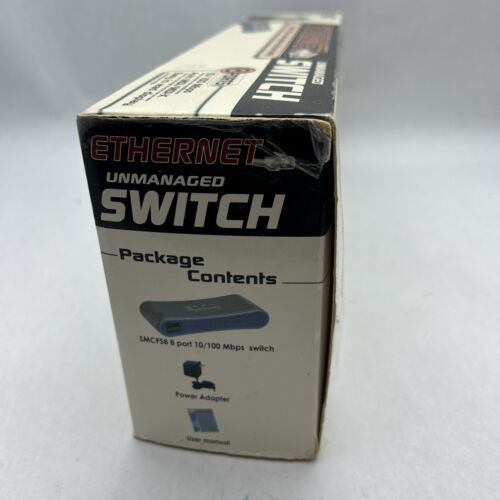 ETHERNET
UNMANAGED
SWITCH
Package
Contents
SMCFS8 8 port 10/100 Mbps switch
Power Adapter
User manual
SWITCH